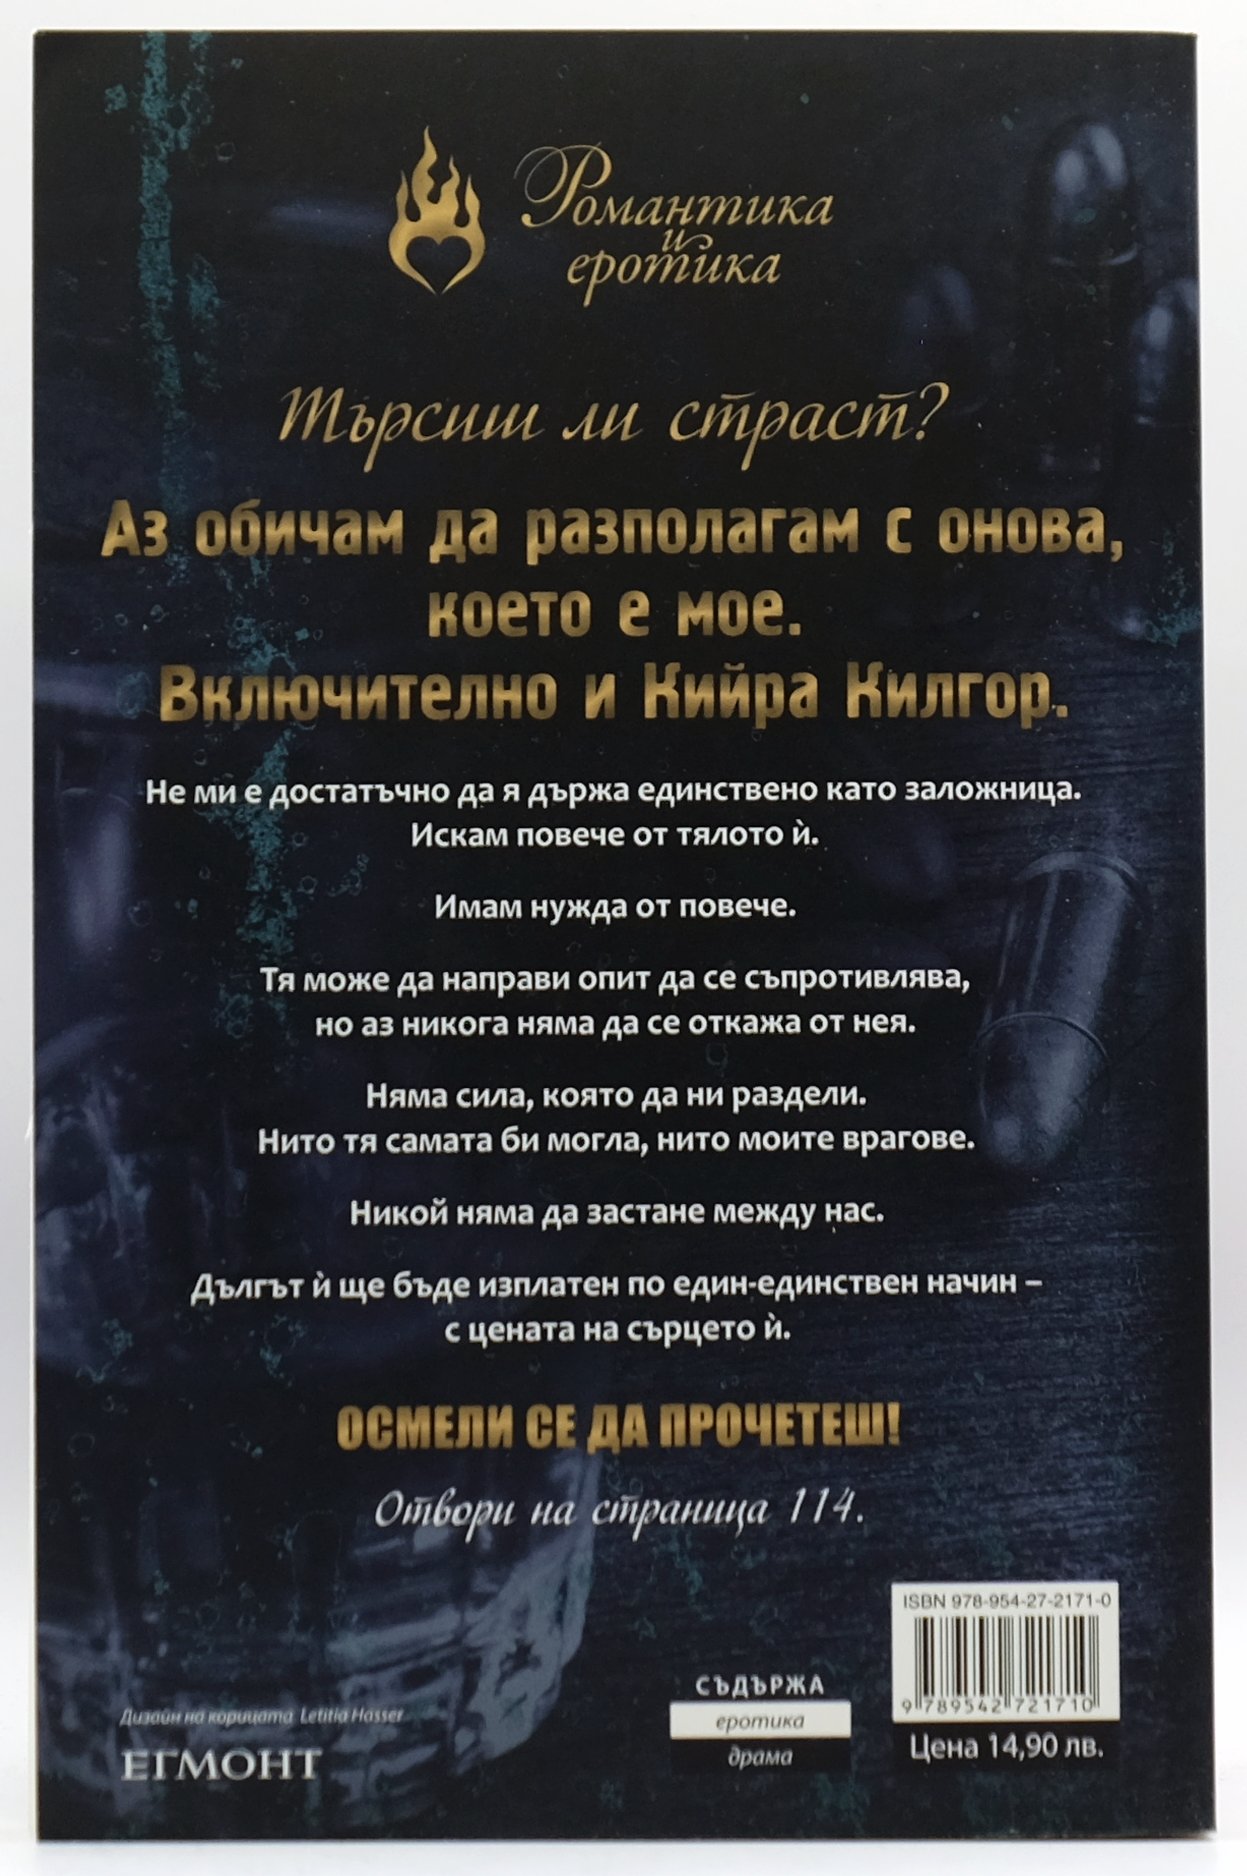 Романтика
и
еротика
Търсиш ли страст?
Аз обичам да разполагам с онова,
което е мое.
Включително и Кийра Килгор.
Не ми е достатъчно да я държа единствено като заложница.
Искам повече от тялото ѝ.
Имам нужда от повече.
Тя може да направи опит да се съпротивлява,
но аз никога няма да се откажа от нея.
Няма сила, която да ни раздели.
Нито тя самата би могла, нито моите врагове.
Никой няма да застане между нас.
Дългът ѝ ще бъде изплатен по един-единствен начин –
с цената на сърцето ѝ.
ОСМЕЛИ СЕ ДА ПРОЧЕТЕШ!
Отвори на страница 114.
ISBN 978-954-27-2171-0
9 789542 721710
Цена 14,90 лв.
СЪДЪРЖА
еротика
драма
Дизайн на корицата Letitia Hasser
ЕГМОНТ